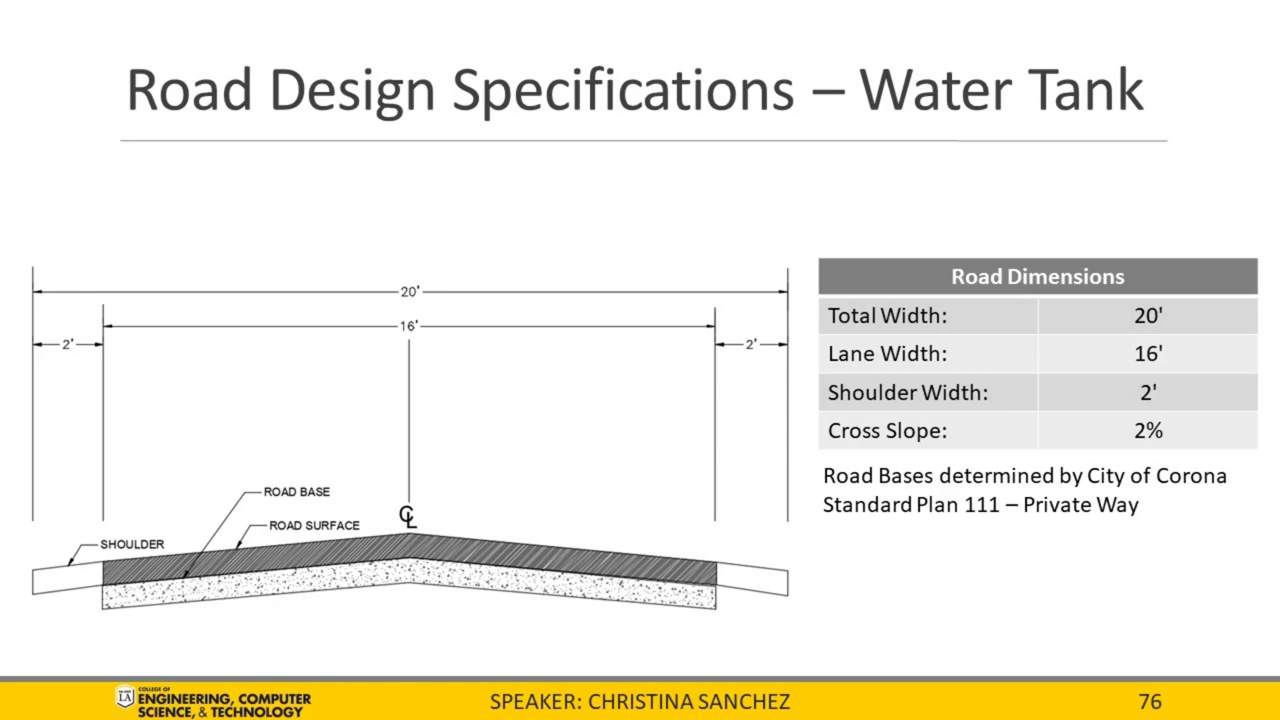 Road Design Specifications – Water Tank
20'
16'
2'
2'
ROAD BASE
ROAD SURFACE
SHOULDER
Road Dimensions
Total Width: 20'
Lane Width: 16'
Shoulder Width: 2'
Cross Slope: 2%
Road Bases determined by City of Corona
Standard Plan 111 – Private Way
LA
COLLEGE OF
ENGINEERING, COMPUTER
SCIENCE, & TECHNOLOGY
SPEAKER: CHRISTINA SANCHEZ
76